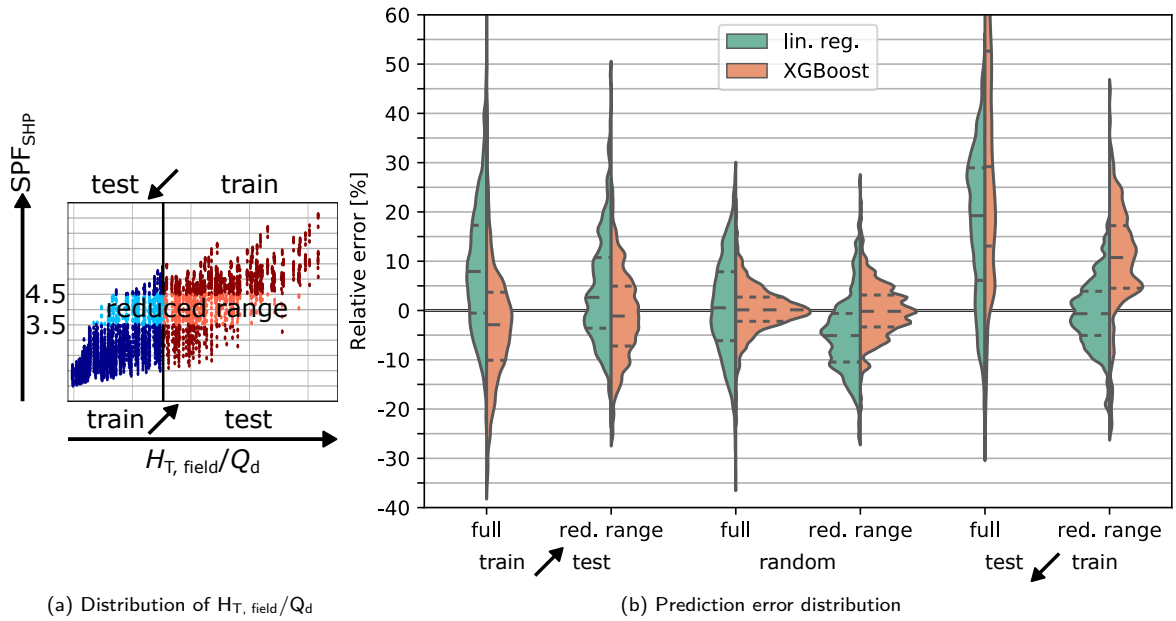 SPF_SHP
test train
4.5
reduced range
3.5
train test
H_T, field/Q_d
(a) Distribution of H_T, field/Q_d
Relative error [%]
60
50
40
30
20
10
0
-10
-20
-30
-40
lin. reg.
XGBoost
full red. range full red. range full red. range
train test random test train
(b) Prediction error distribution